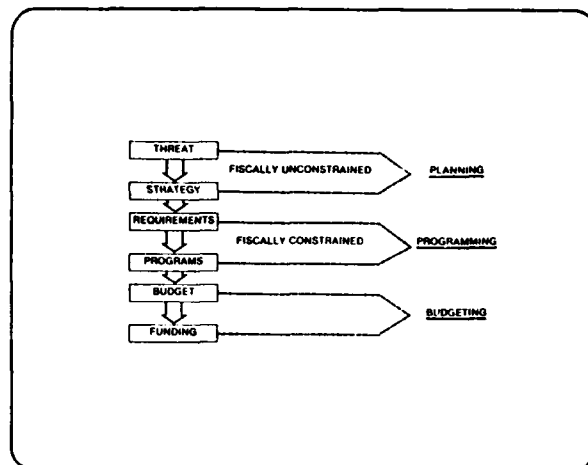 THREAT
FISCALLY UNCONSTRAINED
PLANNING
STRATEGY
REQUIREMENTS
FISCALLY CONSTRAINED
PROGRAMMING
PROGRAMS
BUDGET
BUDGETING
FUNDING